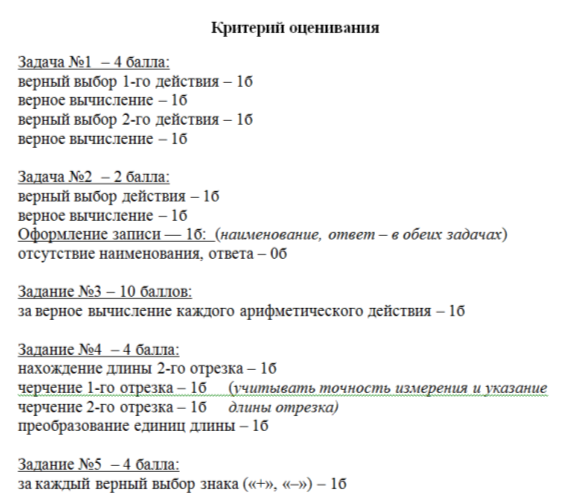 Критерий оценивания
Задача №1 – 4 балла:
верный выбор 1-го действия – 1б
верное вычисление – 1б
верный выбор 2-го действия – 1б
верное вычисление – 1б
Задача №2 – 2 балла:
верный выбор действия – 1б
верное вычисление – 1б
Оформление записи — 1б: (наименование, ответ – в обеих задачах)
отсутствие наименования, ответа – 0б
Задание №3 – 10 баллов:
за верное вычисление каждого арифметического действия – 1б
Задание №4 – 4 балла:
нахождение длины 2-го отрезка – 1б
черчение 1-го отрезка – 1б (учитывать точность измерения и указание
черчение 2-го отрезка – 1б длины отрезка)
преобразование единиц длины – 1б
Задание №5 – 4 балла:
за каждый верный выбор знака («+», «–») – 1б